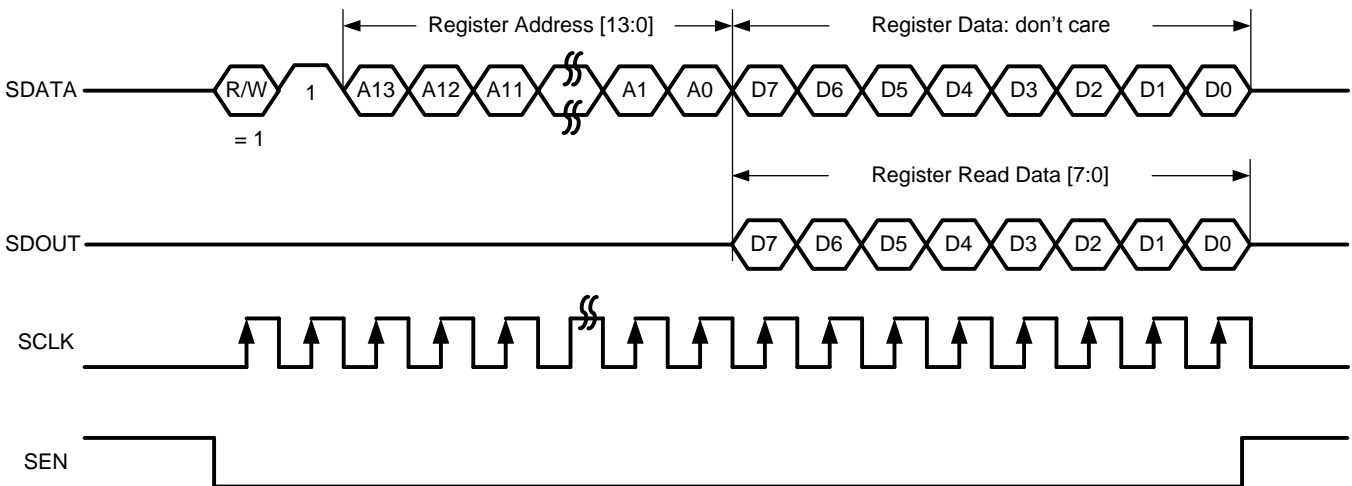 Register Address [13:0] Register Data: don't care
SDATA R/W 1 A13 A12 A11 A1 A0 D7 D6 D5 D4 D3 D2 D1 D0
= 1
Register Read Data [7:0]
SDOUT D7 D6 D5 D4 D3 D2 D1 D0
SCLK
SEN